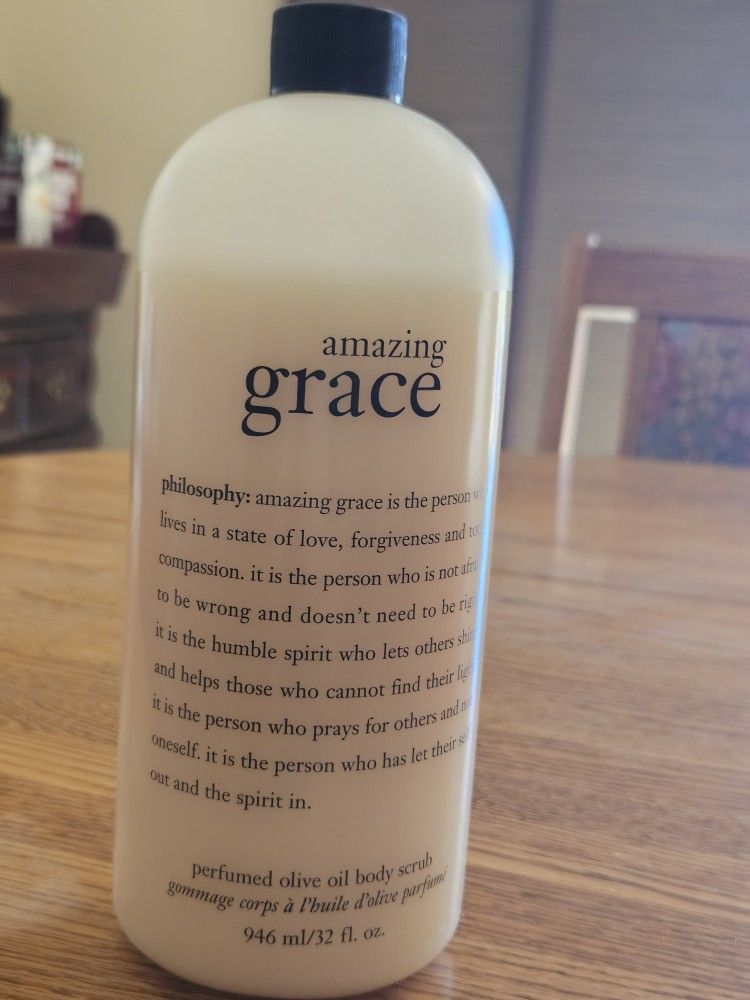 amazing
grace
philosophy: amazing grace is the person
lives in a state of love, forgiveness and
compassion. it is the person who is not
to be wrong and doesn't need to be
it is the humble spirit who lets others
and helps those who cannot find their
it is the person who prays for others and
oneself. it is the person who has let their
out and the spirit in.
perfumed olive oil body scrub
gommage corps à l'huile d'olive parfumé
946 ml/32 fl. oz.